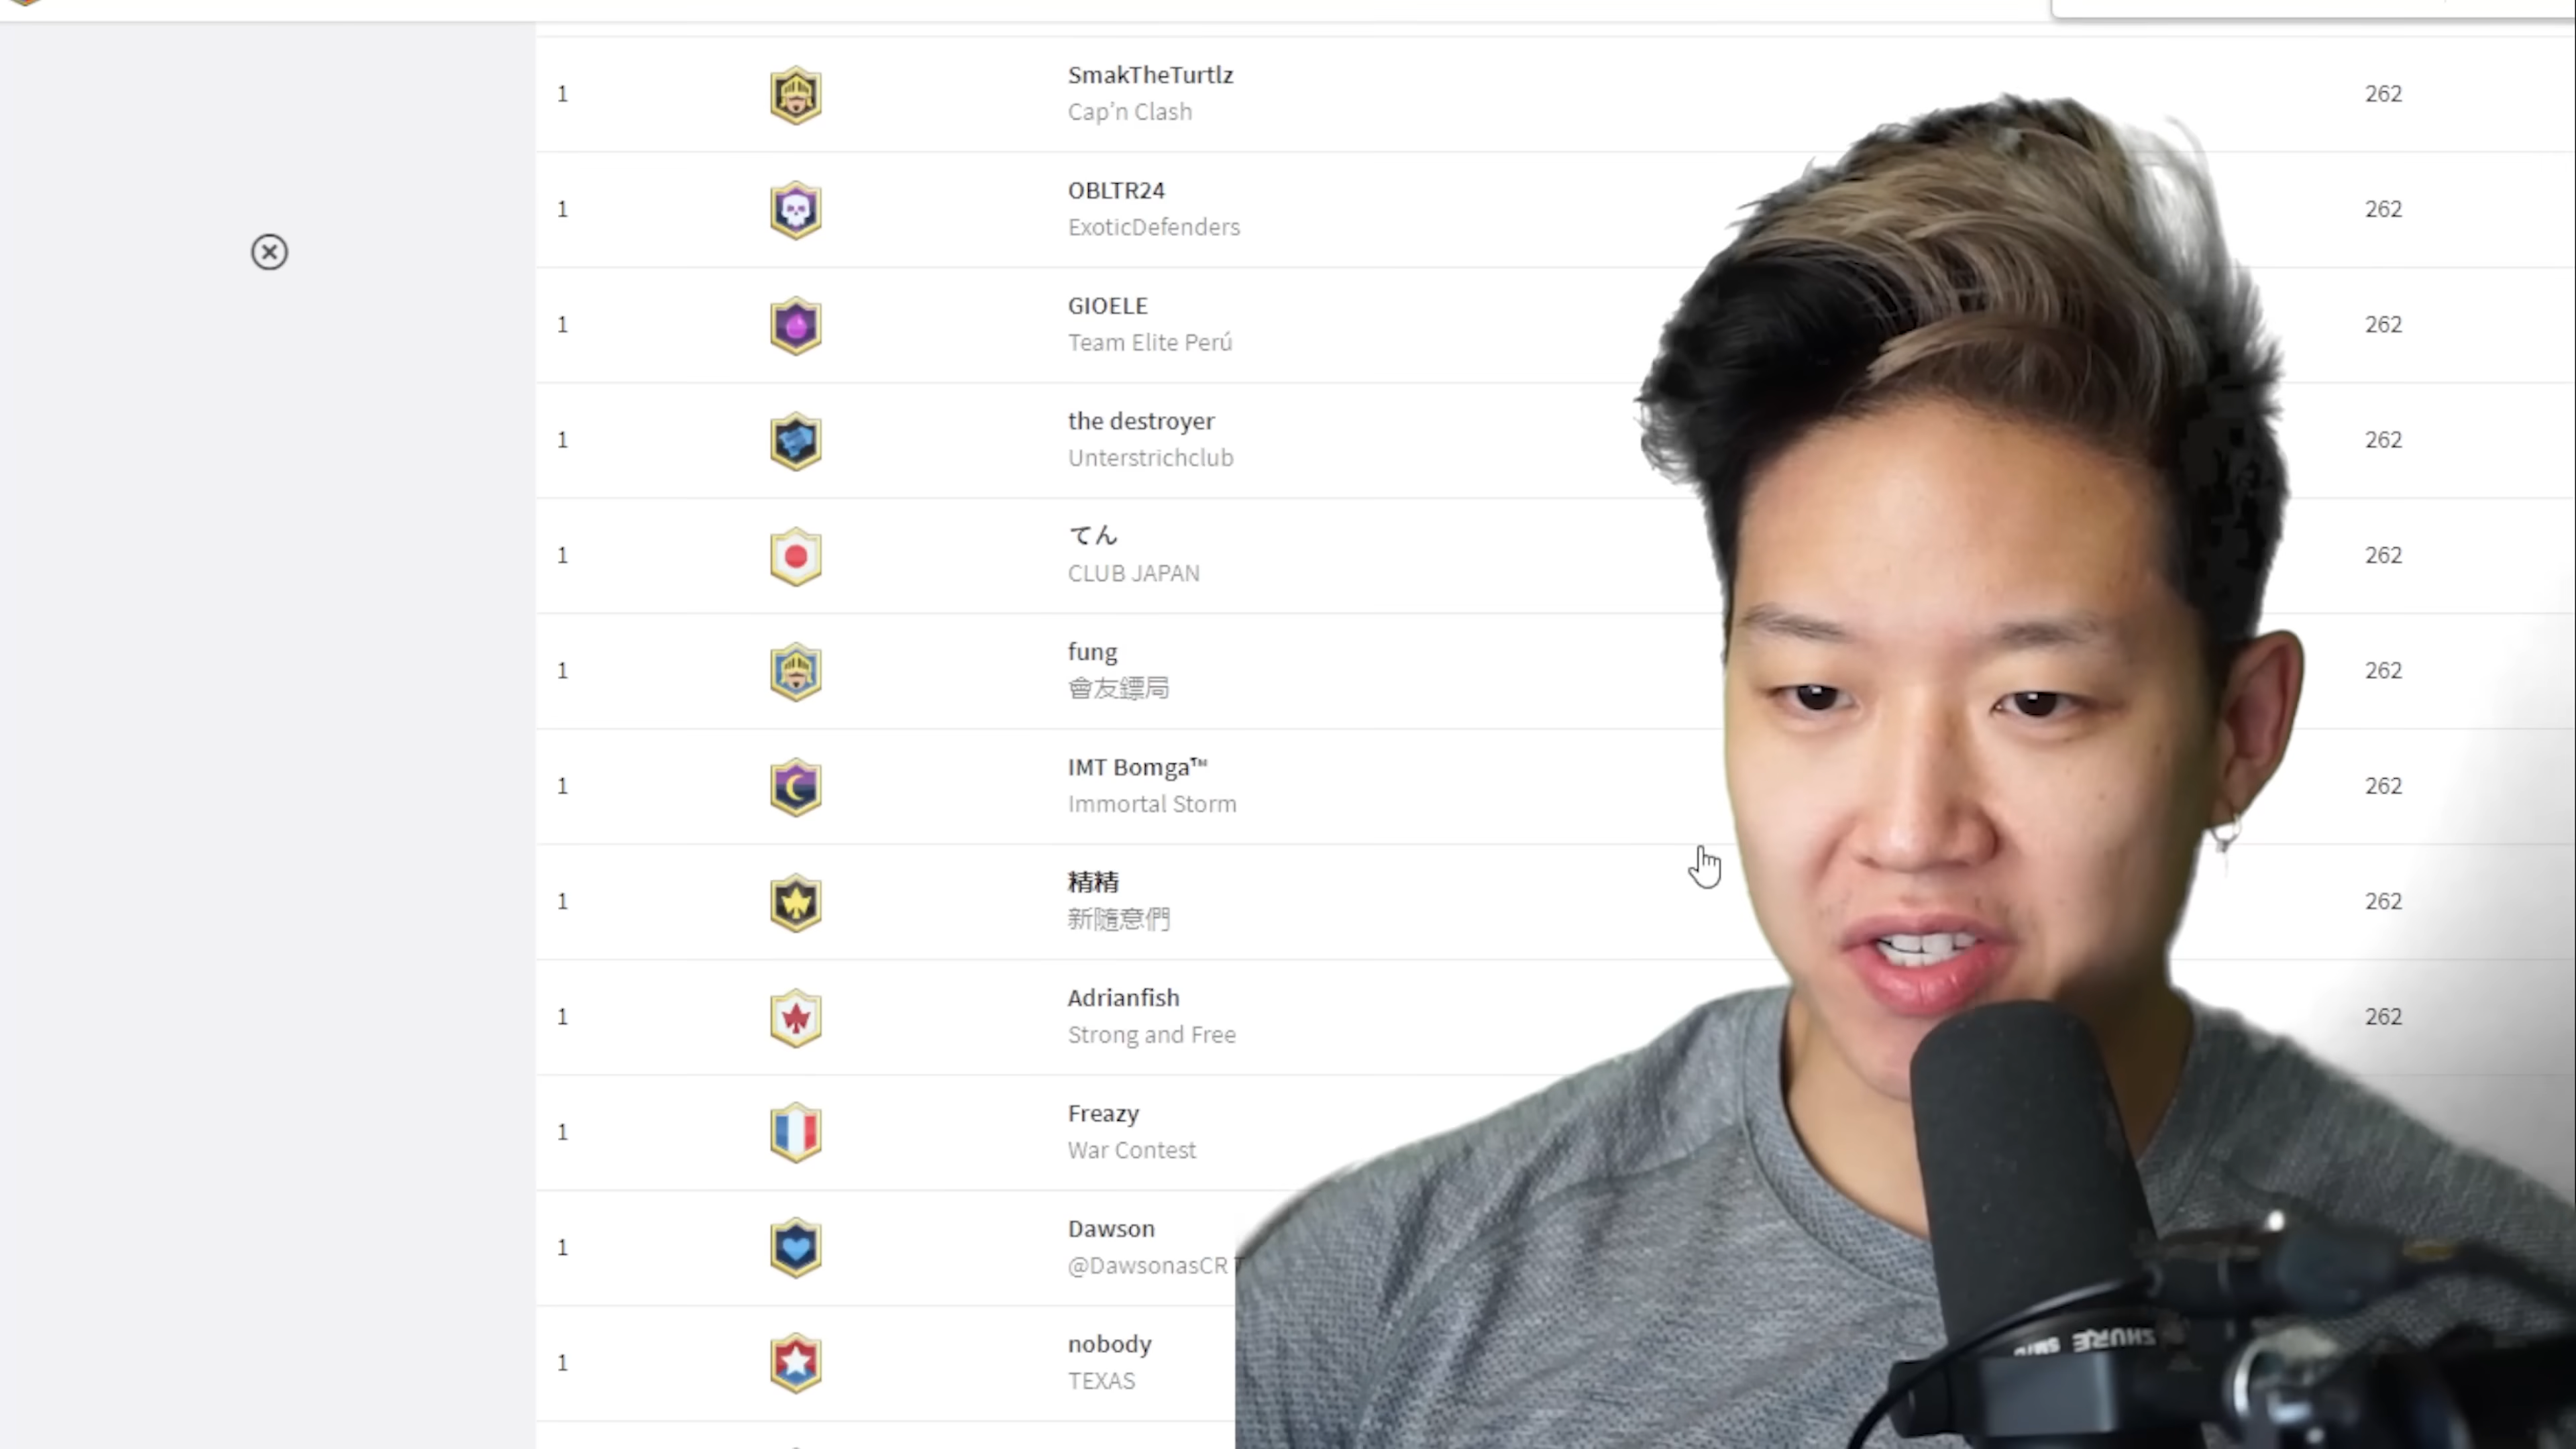 1 SmakTheTurtlz 262
Cap'n Clash
1 OBLTR24 262
ExoticDefenders
1 GIOELE 262
Team Elite Perú
1 the destroyer 262
Unterstrichclub
1 てん 262
CLUB JAPAN
1 fung 262
會友鏢局
1 IMT Bomga™ 262
Immortal Storm
1 精精 262
新隨意們
1 Adrianfish 262
Strong and Free
1 Freazy
War Contest
1 Dawson
@DawsonasCR
1 nobody
TEXAS
SHURE